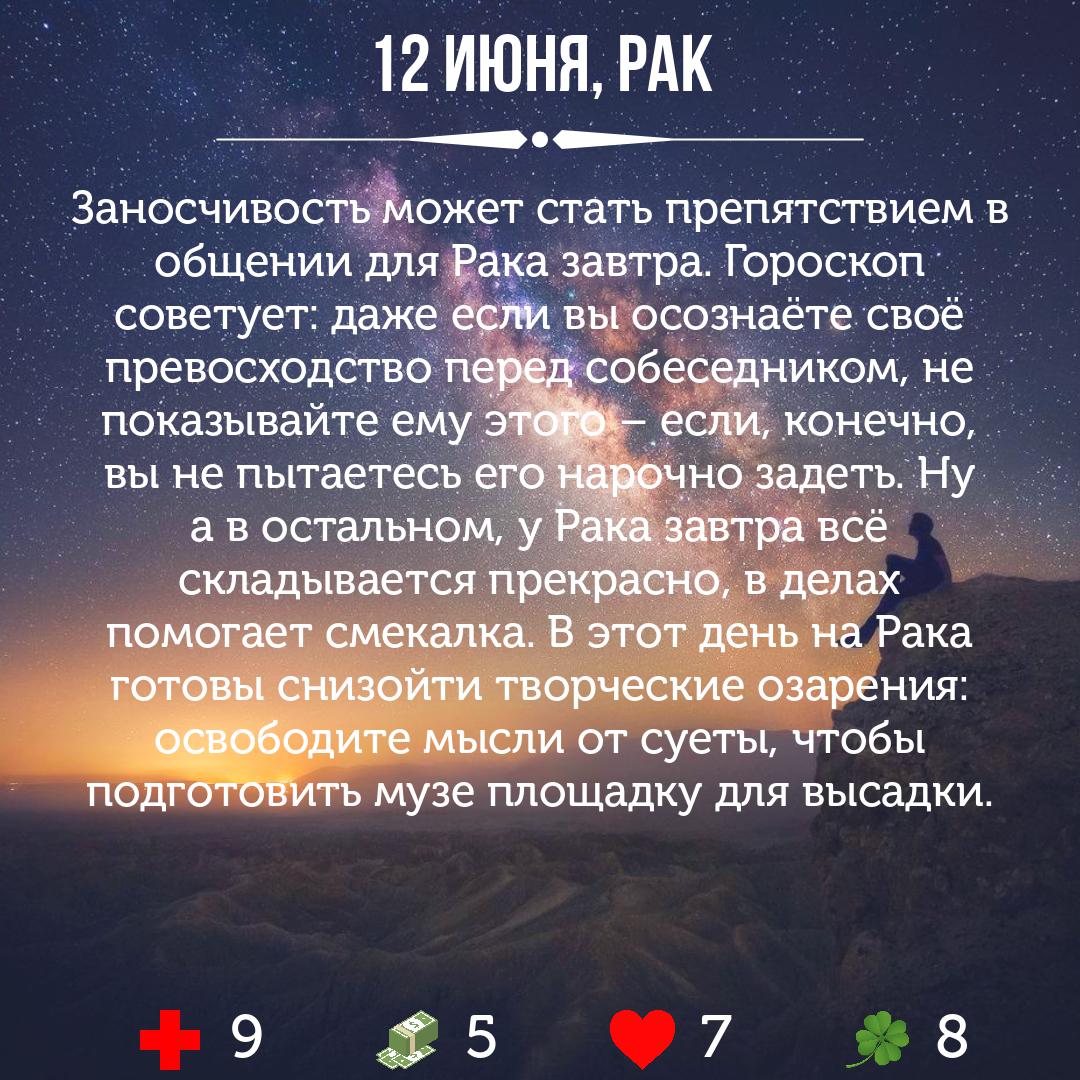 12 ИЮНЯ, РАК
Заносчивость может стать препятствием в
общении для Рака завтра. Гороскоп
советует: даже если вы осознаёте своё
превосходство перед собеседником, не
показывайте ему этого – если, конечно,
вы не пытаетесь его нарочно задеть. Ну
а в остальном, у Рака завтра всё
складывается прекрасно, в делах
помогает смекалка. В этот день на Рака
готовы снизойти творческие озарения:
освободите мысли от суеты, чтобы
подготовить музе площадку для высадки.
9 5 7 8